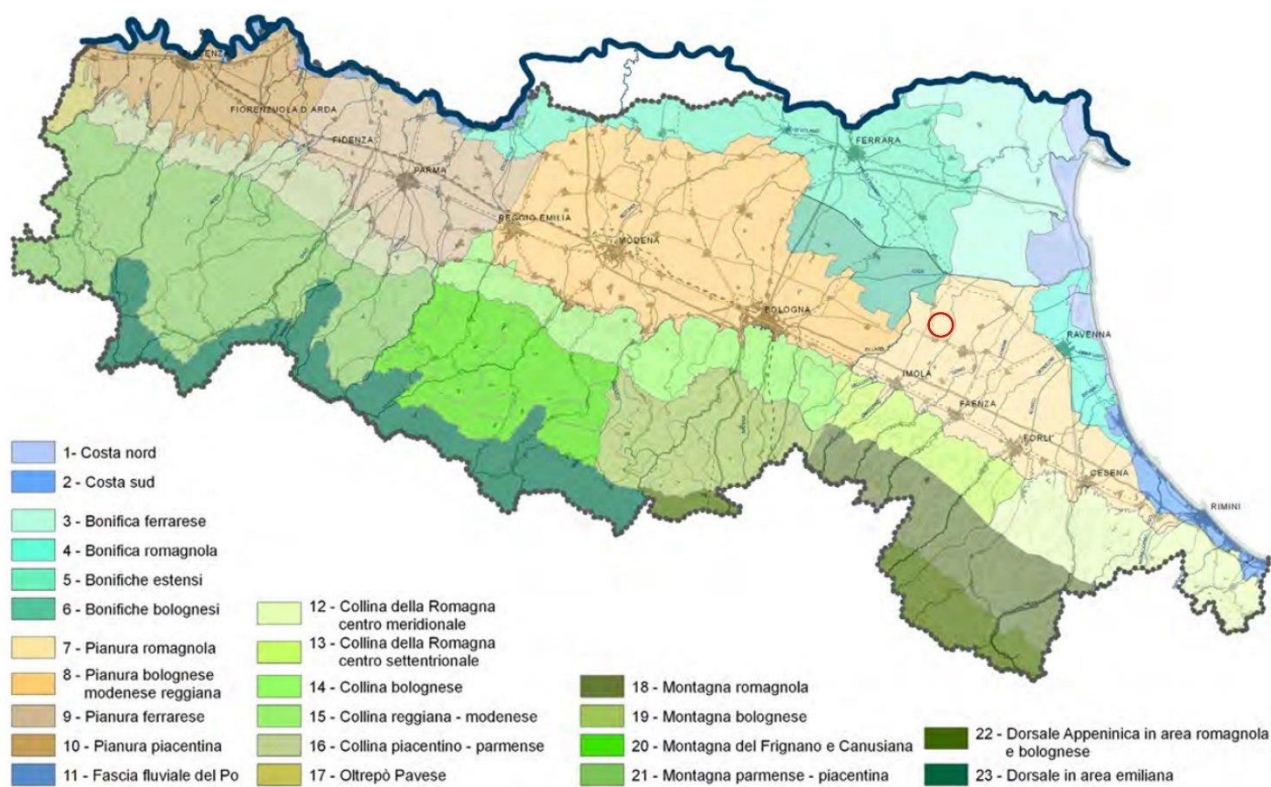 FIORENZUOLA D'ARDA
FIDENZA
PARMA
REGGIO EMILIA
MODENA
BOLOGNA
FERRARA
RAVENNA
IMOLA
FAENZA
FORLI'
CESENA
RIMINI
1- Costa nord
2 - Costa sud
3 - Bonifica ferrarese
4 - Bonifica romagnola
5 - Bonifiche estensi
6 - Bonifiche bolognesi
7 - Pianura romagnola
8 - Pianura bolognese
modenese reggiana
9 - Pianura ferrarese
10 - Pianura piacentina
11 - Fascia fluviale del Po
12 - Collina della Romagna
centro meridionale
13 - Collina della Romagna
centro settentrionale
14 - Collina bolognese
15 - Collina reggiana - modenese
16 - Collina piacentino - parmense
17 - Oltrepò Pavese
18 - Montagna romagnola
19 - Montagna bolognese
20 - Montagna del Frignano e Canusiana
21 - Montagna parmense - piacentina
22 - Dorsale Appeninica in area romagnola
e bolognese
23 - Dorsale in area emiliana